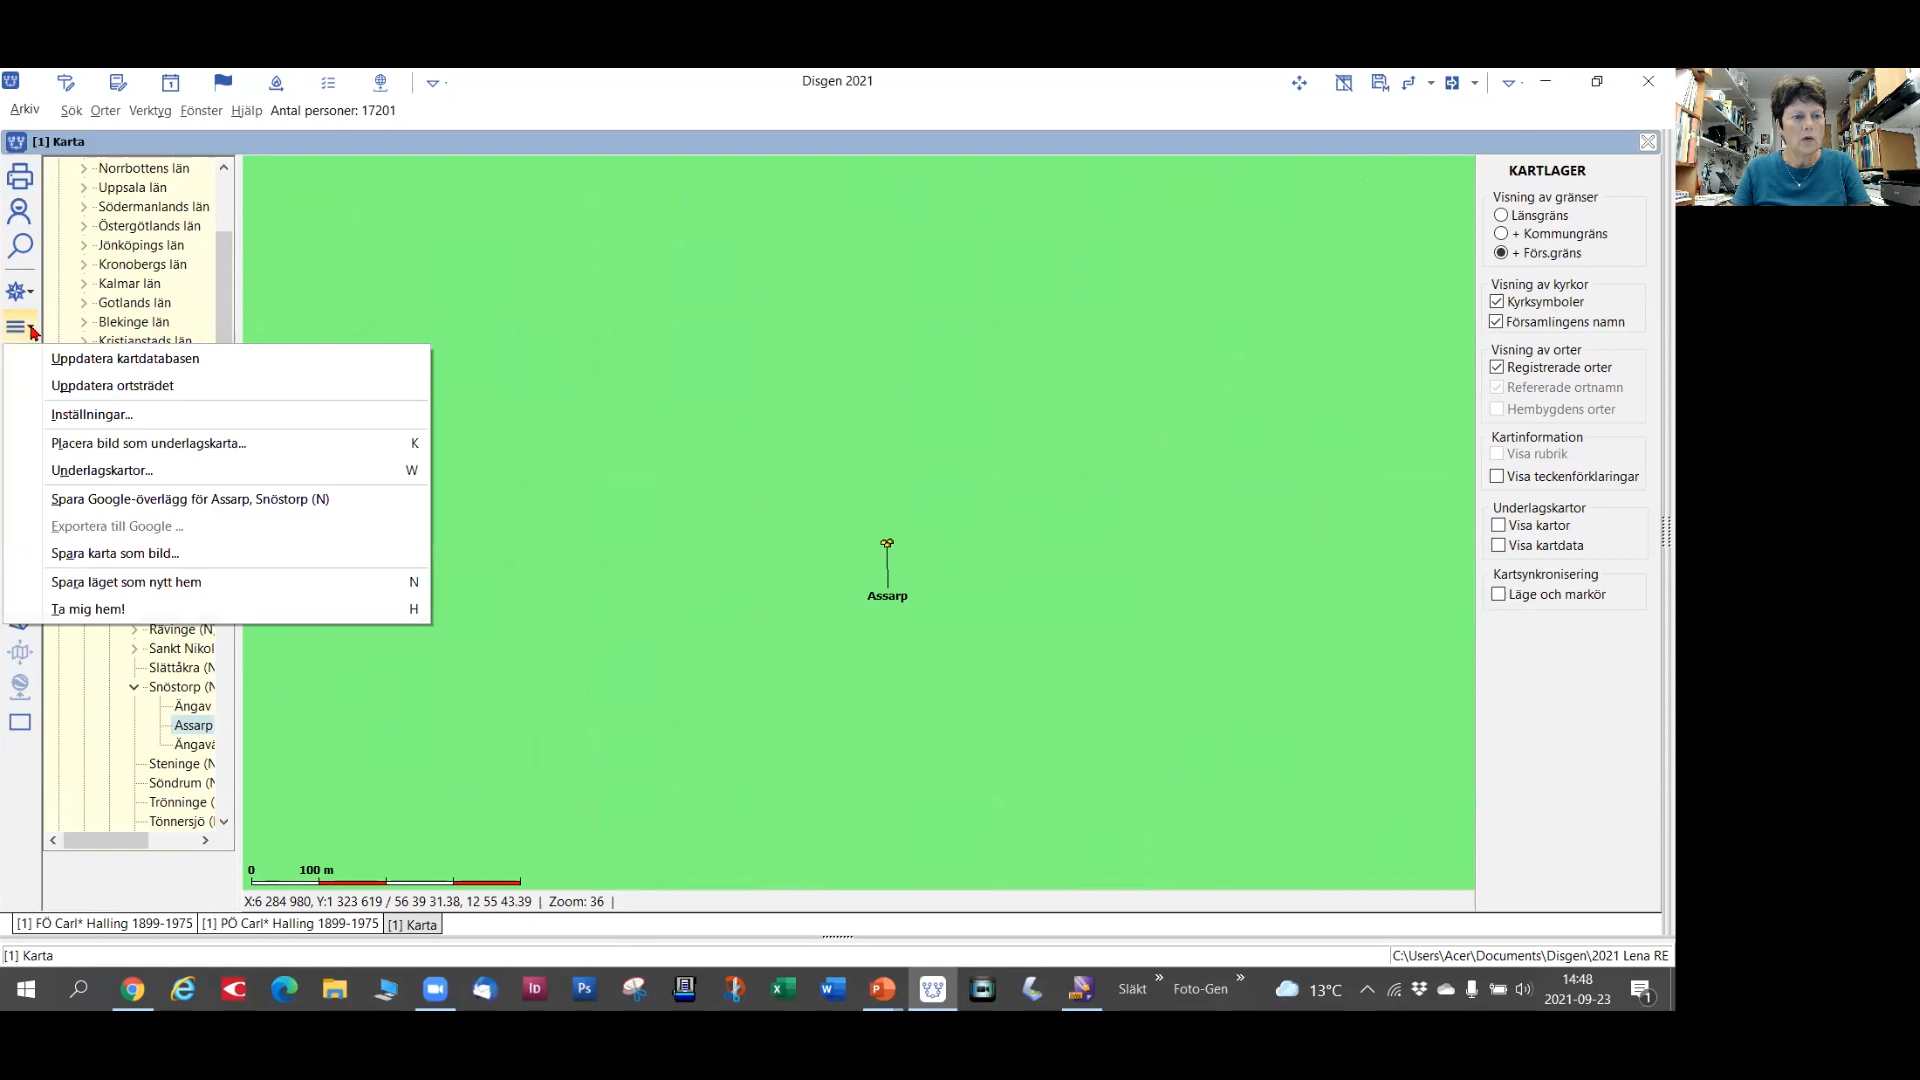 Disgen 2021
Arkiv Sök Orter Verktyg Fönster Hjälp Antal personer: 17201
[1] Karta
Norrbottens län
Uppsala län
Södermanlands län
Östergötlands län
Jönköpings län
Kronobergs län
Kalmar län
Gotlands län
Blekinge län
Kristianstads län
Uppdatera kartdatabasen
Uppdatera ortsträdet
Inställningar...
Placera bild som underlagskarta... K
Underlagskartor... W
Spara Google-överlägg för Assarp, Snöstorp (N)
Exportera till Google ...
Spara karta som bild...
Spara läget som nytt hem N
Ta mig hem! H
Rävinge (N)
Sankt Nikol
Slättåkra (N
Snöstorp (N
Ängav
Assarp
Ängavä
Steninge (N
Söndrum (N
Trönninge (
Tönnersjö (
Assarp
0 100 m
X:6 284 980, Y:1 323 619 / 56 39 31.38, 12 55 43.39 | Zoom: 36 |
KARTLAGER
Visning av gränser
Länsgräns
+ Kommungräns
+ Förs.gräns
Visning av kyrkor
Kyrksymboler
Församlingens namn
Visning av orter
Registrerade orter
Refererade ortnamn
Hembygdens orter
Kartinformation
Visa rubrik
Visa teckenförklaringar
Underlagskartor
Visa kartor
Visa kartdata
Kartsynkronisering
Läge och markör
[1] FÖ Carl* Halling 1899-1975 [1] PÖ Carl* Halling 1899-1975 [1] Karta
[1] Karta C:\Users\Acer\Documents\Disgen\2021 Lena RE
Släkt » Foto-Gen » 13°C 14:48
2021-09-23